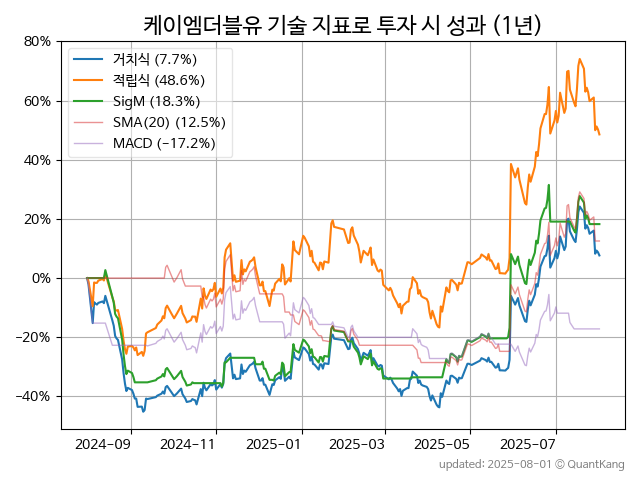 케이엠더블유 기술 지표로 투자 시 성과 (1년)
80%
60%
40%
20%
0%
−20%
−40%
거치식 (7.7%)
적립식 (48.6%)
SigM (18.3%)
SMA(20) (12.5%)
MACD (−17.2%)
2024−09
2024−11
2025−01
2025−03
2025−05
2025−07
updated: 2025-08-01 © QuantKang